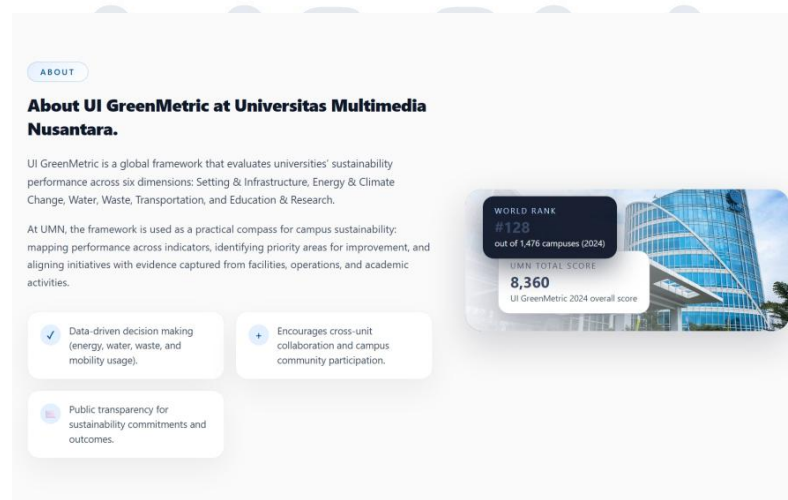 ABOUT
About UI GreenMetric at Universitas Multimedia
Nusantara.
UI GreenMetric is a global framework that evaluates universities' sustainability
performance across six dimensions: Setting & Infrastructure, Energy & Climate
Change, Water, Waste, Transportation, and Education & Research.
At UMN, the framework is used as a practical compass for campus sustainability:
mapping performance across indicators, identifying priority areas for improvement, and
aligning initiatives with evidence captured from facilities, operations, and academic
activities.
✓ Data-driven decision making
(energy, water, waste, and
mobility usage).
+ Encourages cross-unit
collaboration and campus
community participation.
Public transparency for
sustainability commitments and
outcomes.
WORLD RANK
#128
out of 1,476 campuses (2024)
UMN TOTAL SCORE
8,360
UI GreenMetric 2024 overall score